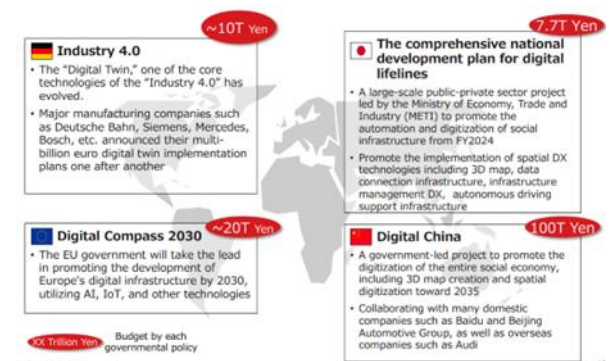 ~10T Yen
Industry 4.0
• The "Digital Twin," one of the core
technologies of the "Industry 4.0" has
evolved.
• Major manufacturing companies such
as Deutsche Bahn, Siemens, Mercedes,
Bosch, etc. announced their multi-
billion euro digital twin implementation
plans one after another
7.7T Yen
The comprehensive national
development plan for digital
lifelines
• A large-scale public-private sector project
led by the Ministry of Economy, Trade and
Industry (METI) to promote the
automation and digitization of social
infrastructure from FY2024
• Promote the implementation of spatial DX
technologies including 3D map, data
connection infrastructure, infrastructure
management DX, autonomous driving
support infrastructure
~20T Yen
Digital Compass 2030
• The EU government will take the lead
in promoting the development of
Europe's digital infrastructure by 2030,
utilizing AI, IoT, and other technologies
100T Yen
Digital China
• A government-led project to promote the
digitization of the entire social economy,
including 3D map creation and spatial
digitization toward 2035
• Collaborating with many domestic
companies such as Baidu and Beijing
Automotive Group, as well as overseas
companies such as Audi
XX Trillion Yen
Budget by each
governmental policy